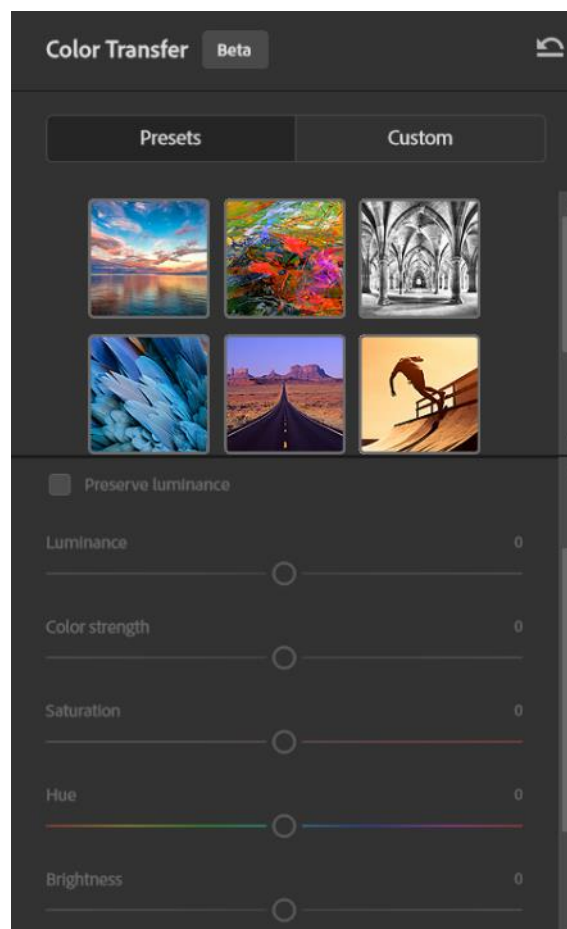 Color Transfer Beta
Presets Custom
Preserve luminance
Luminance 0
Color strength 0
Saturation 0
Hue 0
Brightness 0